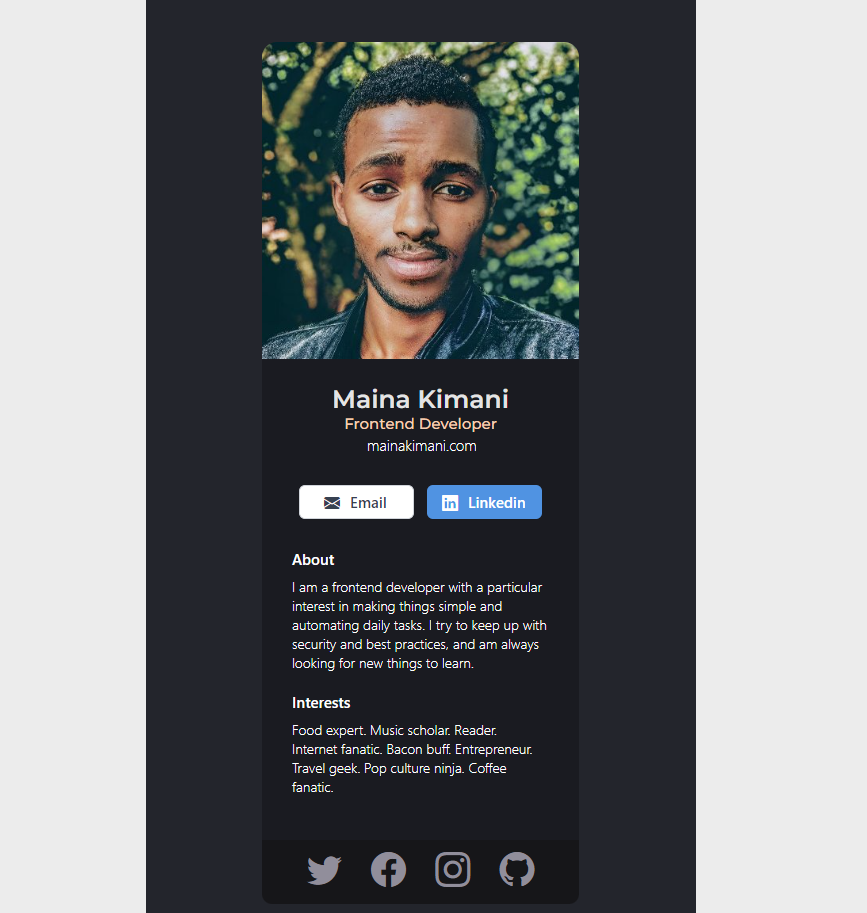 Maina Kimani
Frontend Developer
mainakimani.com
Email
Linkedin
About
I am a frontend developer with a particular
interest in making things simple and
automating daily tasks. I try to keep up with
security and best practices, and am always
looking for new things to learn.
Interests
Food expert. Music scholar. Reader.
Internet fanatic. Bacon buff. Entrepreneur.
Travel geek. Pop culture ninja. Coffee
fanatic.